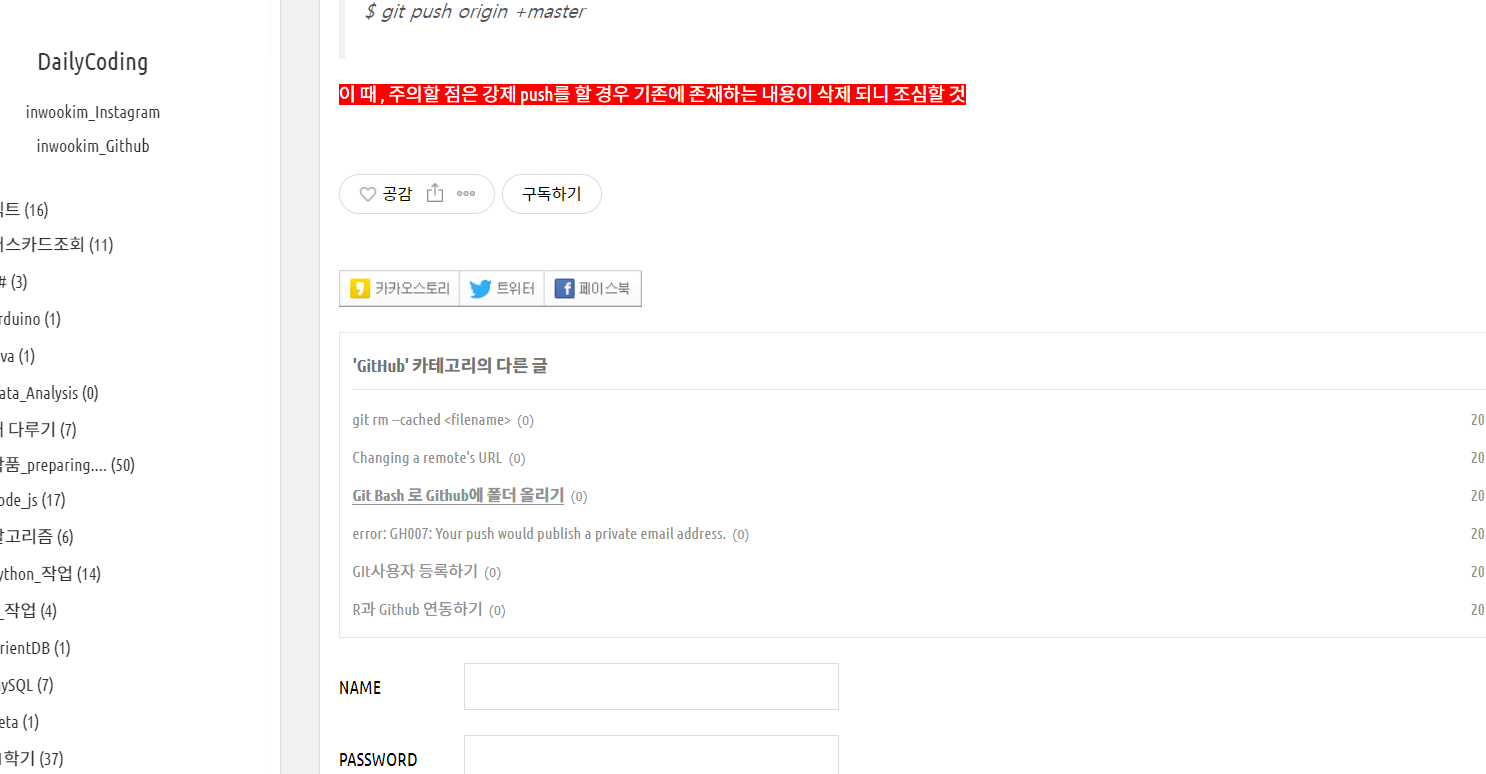 $ git push origin +master
이 때 , 주의할 점은 강제 push를 할 경우 기존에 존재하는 내용이 삭제 되니 조심할 것
공감
구독하기
카카오스토리 트위터 페이스북
'GitHub' 카테고리의 다른 글
git rm --cached <filename> (0) 20
Changing a remote's URL (0) 20
Git Bash 로 Github에 폴더 올리기 (0) 20
error: GH007: Your push would publish a private email address. (0) 20
GIt사용자 등록하기 (0) 20
R과 Github 연동하기 (0) 20
NAME
PASSWORD
DailyCoding
inwookim_Instagram
inwookim_Github
트 (16)
스카드조회 (11)
# (3)
rduino (1)
va (1)
ata_Analysis (0)
다루기 (7)
품_preparing.... (50)
ode_js (17)
고리즘 (6)
ython_작업 (14)
_작업 (4)
rientDB (1)
ySQL (7)
eta (1)
학기 (37)